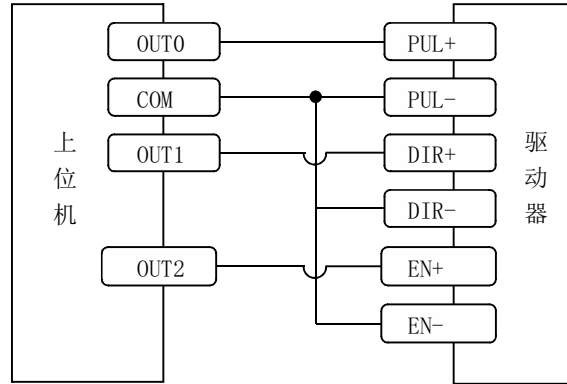 OUT0
PUL+
COM
PUL-
OUT1
DIR+
上位机
驱动器
DIR-
OUT2
EN+
EN-